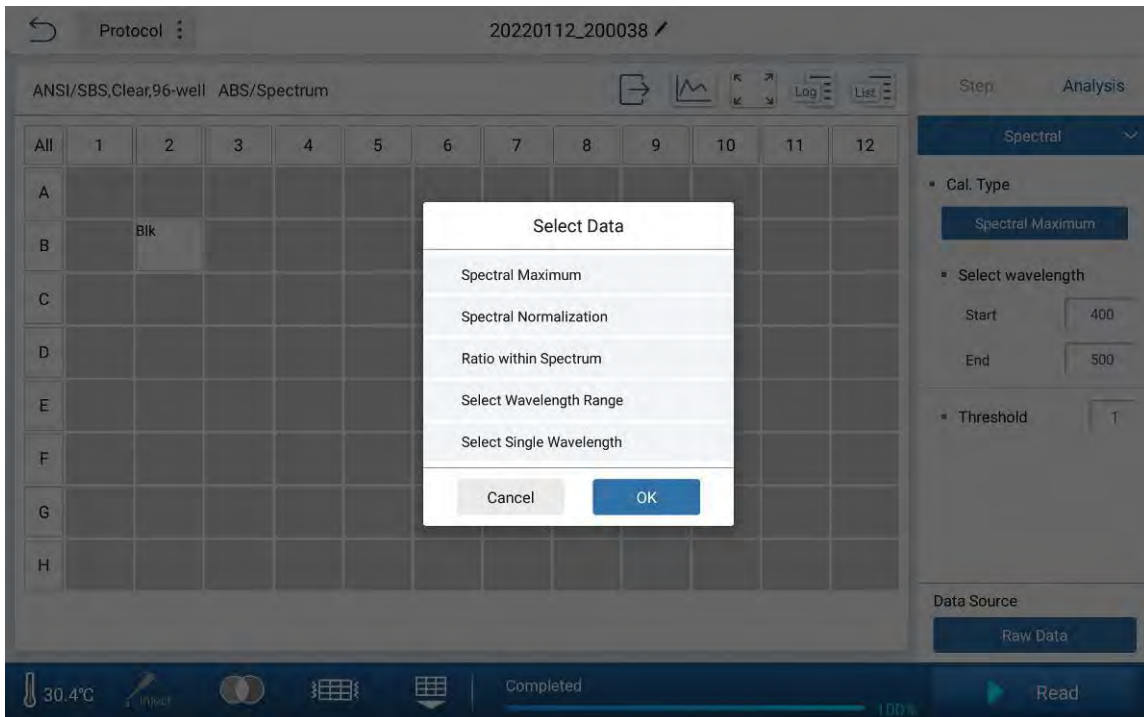 Protocol
20220112_200038
ANSI/SBS,Clear,96-well ABS/Spectrum
Log
List
Step
Analysis
All 1 2 3 4 5 6 7 8 9 10 11 12
A
B
C
D
E
F
G
H
Blk
Select Data
Spectral Maximum
Spectral Normalization
Ratio within Spectrum
Select Wavelength Range
Select Single Wavelength
Cancel
OK
Spectral
Cal. Type
Spectral Maximum
Select wavelength
Start 400
End 500
Threshold 1
Data Source
Raw Data
30.4°C
Inject
Completed
100%
Read